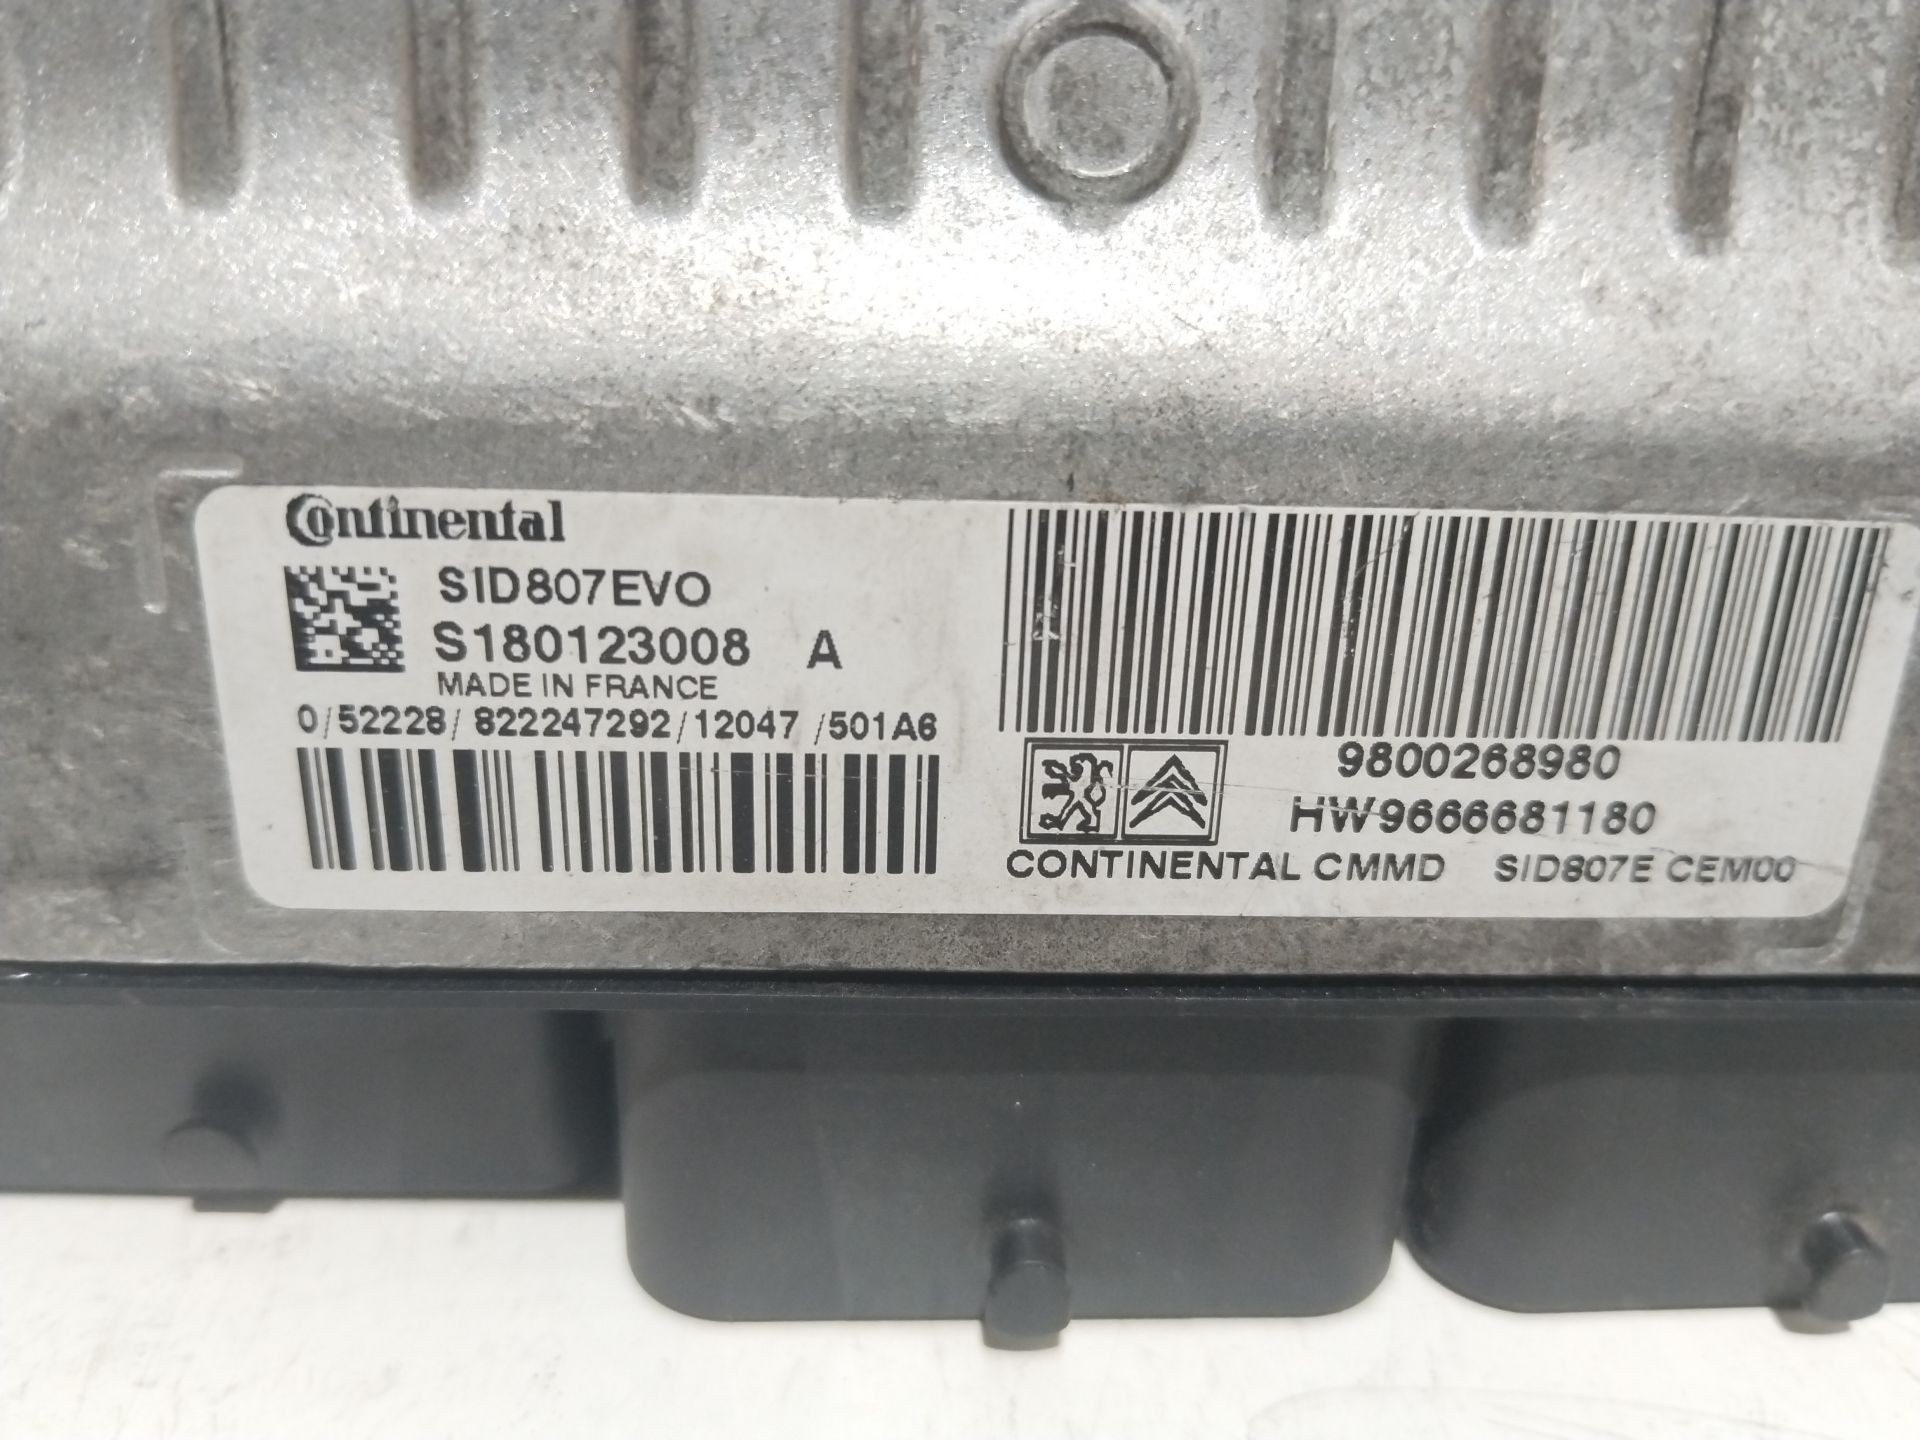 Continental
SID807EVO
S180123008 A
MADE IN FRANCE
0/52228/822247292/12047/501A6
9800268980
HW9666681180
CONTINENTAL CMMD SID807E CEM00